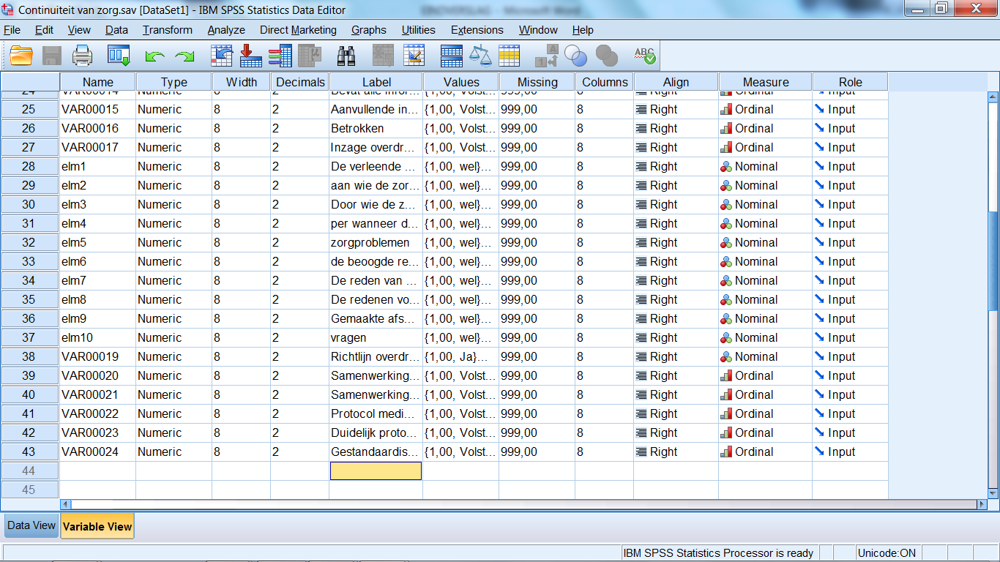 Continuiteit van zorg.sav [DataSet1] - IBM SPSS Statistics Data Editor
File Edit View Data Transform Analyze Direct Marketing Graphs Utilities Extensions Window Help
Name Type Width Decimals Label Values Missing Columns Align Measure Role
24 VAR00014 Numeric 8 2 Bevat alle infor... {1,00, Volst... 999,00 8 Right Ordinal Input
25 VAR00015 Numeric 8 2 Aanvullende in... {1,00, Volst... 999,00 8 Right Ordinal Input
26 VAR00016 Numeric 8 2 Betrokken {1,00, Volst... 999,00 8 Right Ordinal Input
27 VAR00017 Numeric 8 2 Inzage overdr... {1,00, Volst... 999,00 8 Right Ordinal Input
28 elm1 Numeric 8 2 De verleende ... {1,00, wel}... 999,00 8 Right Nominal Input
29 elm2 Numeric 8 2 aan wie de zor... {1,00, wel}... 999,00 8 Right Nominal Input
30 elm3 Numeric 8 2 Door wie de z... {1,00, wel}... 999,00 8 Right Nominal Input
31 elm4 Numeric 8 2 per wanneer d... {1,00, wel}... 999,00 8 Right Nominal Input
32 elm5 Numeric 8 2 zorgproblemen {1,00, wel}... 999,00 8 Right Nominal Input
33 elm6 Numeric 8 2 de beoogde re... {1,00, wel}... 999,00 8 Right Nominal Input
34 elm7 Numeric 8 2 De reden van ... {1,00, wel}... 999,00 8 Right Nominal Input
35 elm8 Numeric 8 2 De redenen vo... {1,00, wel}... 999,00 8 Right Nominal Input
36 elm9 Numeric 8 2 Gemaakte afs... {1,00, wel}... 999,00 8 Right Nominal Input
37 elm10 Numeric 8 2 vragen {1,00, wel}... 999,00 8 Right Nominal Input
38 VAR00019 Numeric 8 2 Richtlijn overdr... {1,00, Ja}... 999,00 8 Right Nominal Input
39 VAR00020 Numeric 8 2 Samenwerking... {1,00, Volst... 999,00 8 Right Ordinal Input
40 VAR00021 Numeric 8 2 Samenwerking... {1,00, Volst... 999,00 8 Right Ordinal Input
41 VAR00022 Numeric 8 2 Protocol medi... {1,00, Volst... 999,00 8 Right Ordinal Input
42 VAR00023 Numeric 8 2 Duidelijk proto... {1,00, Volst... 999,00 8 Right Ordinal Input
43 VAR00024 Numeric 8 2 Gestandaardis... {1,00, Volst... 999,00 8 Right Ordinal Input
44
45
Data View Variable View
IBM SPSS Statistics Processor is ready Unicode:ON